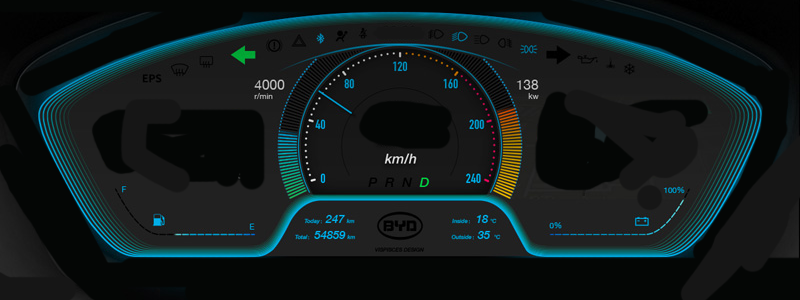 EPS
4000
r/min
138
kw
0
40
80
120
160
200
240
km/h
P R N D
F
E
0%
100%
Today: 247 km
Total: 54859 km
BYD
Inside: 18 °C
Outside: 35 °C